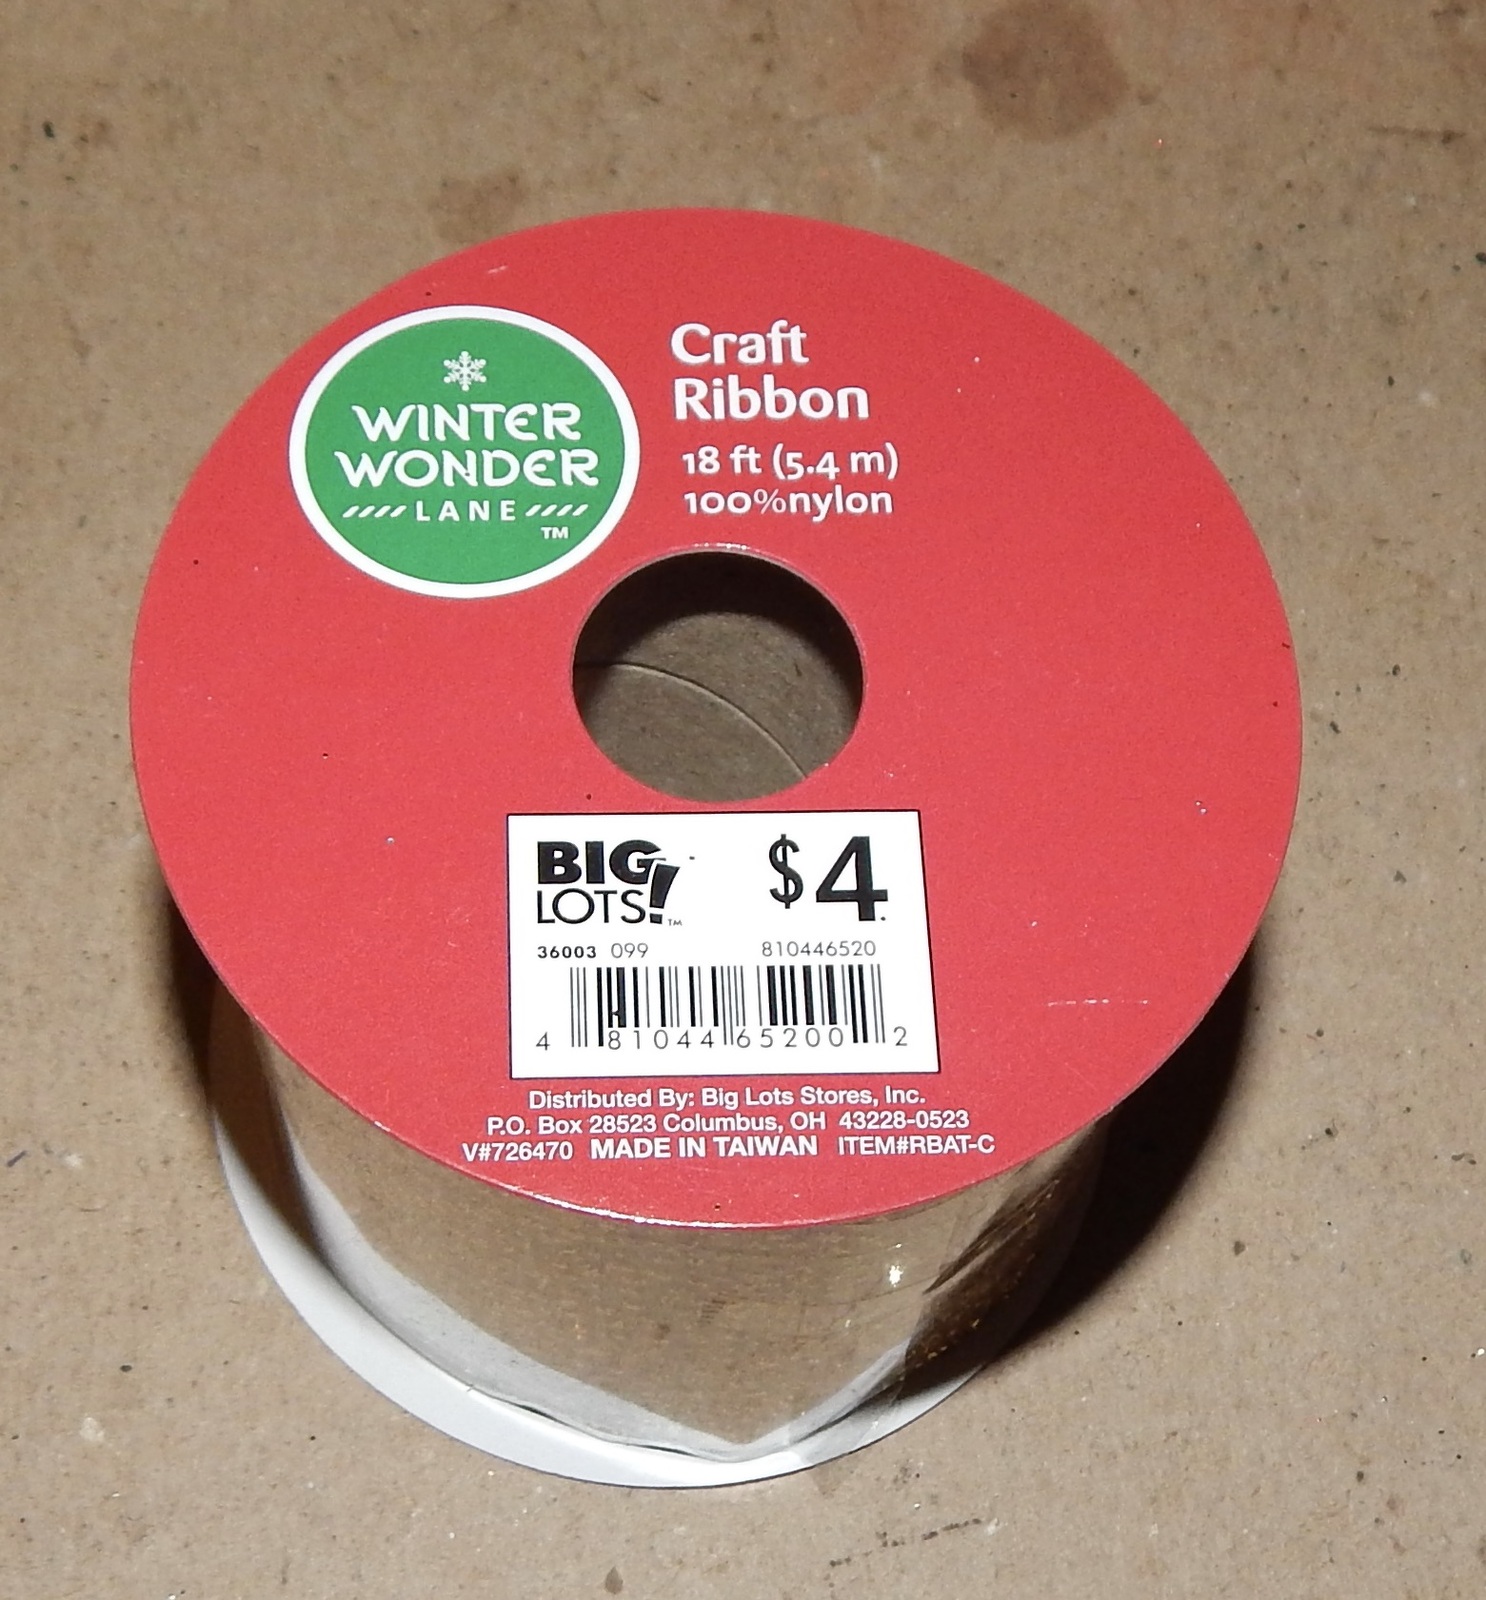 WINTER
WONDER
LANE
TM
Craft
Ribbon
18 ft (5.4 m)
100%nylon
BIG
LOTS!
TM
$4.
36003 099 810446520
4 81044 65200 2
Distributed By: Big Lots Stores, Inc.
P.O. Box 28523 Columbus, OH 43228-0523
V#726470 MADE IN TAIWAN ITEM#RBAT-C